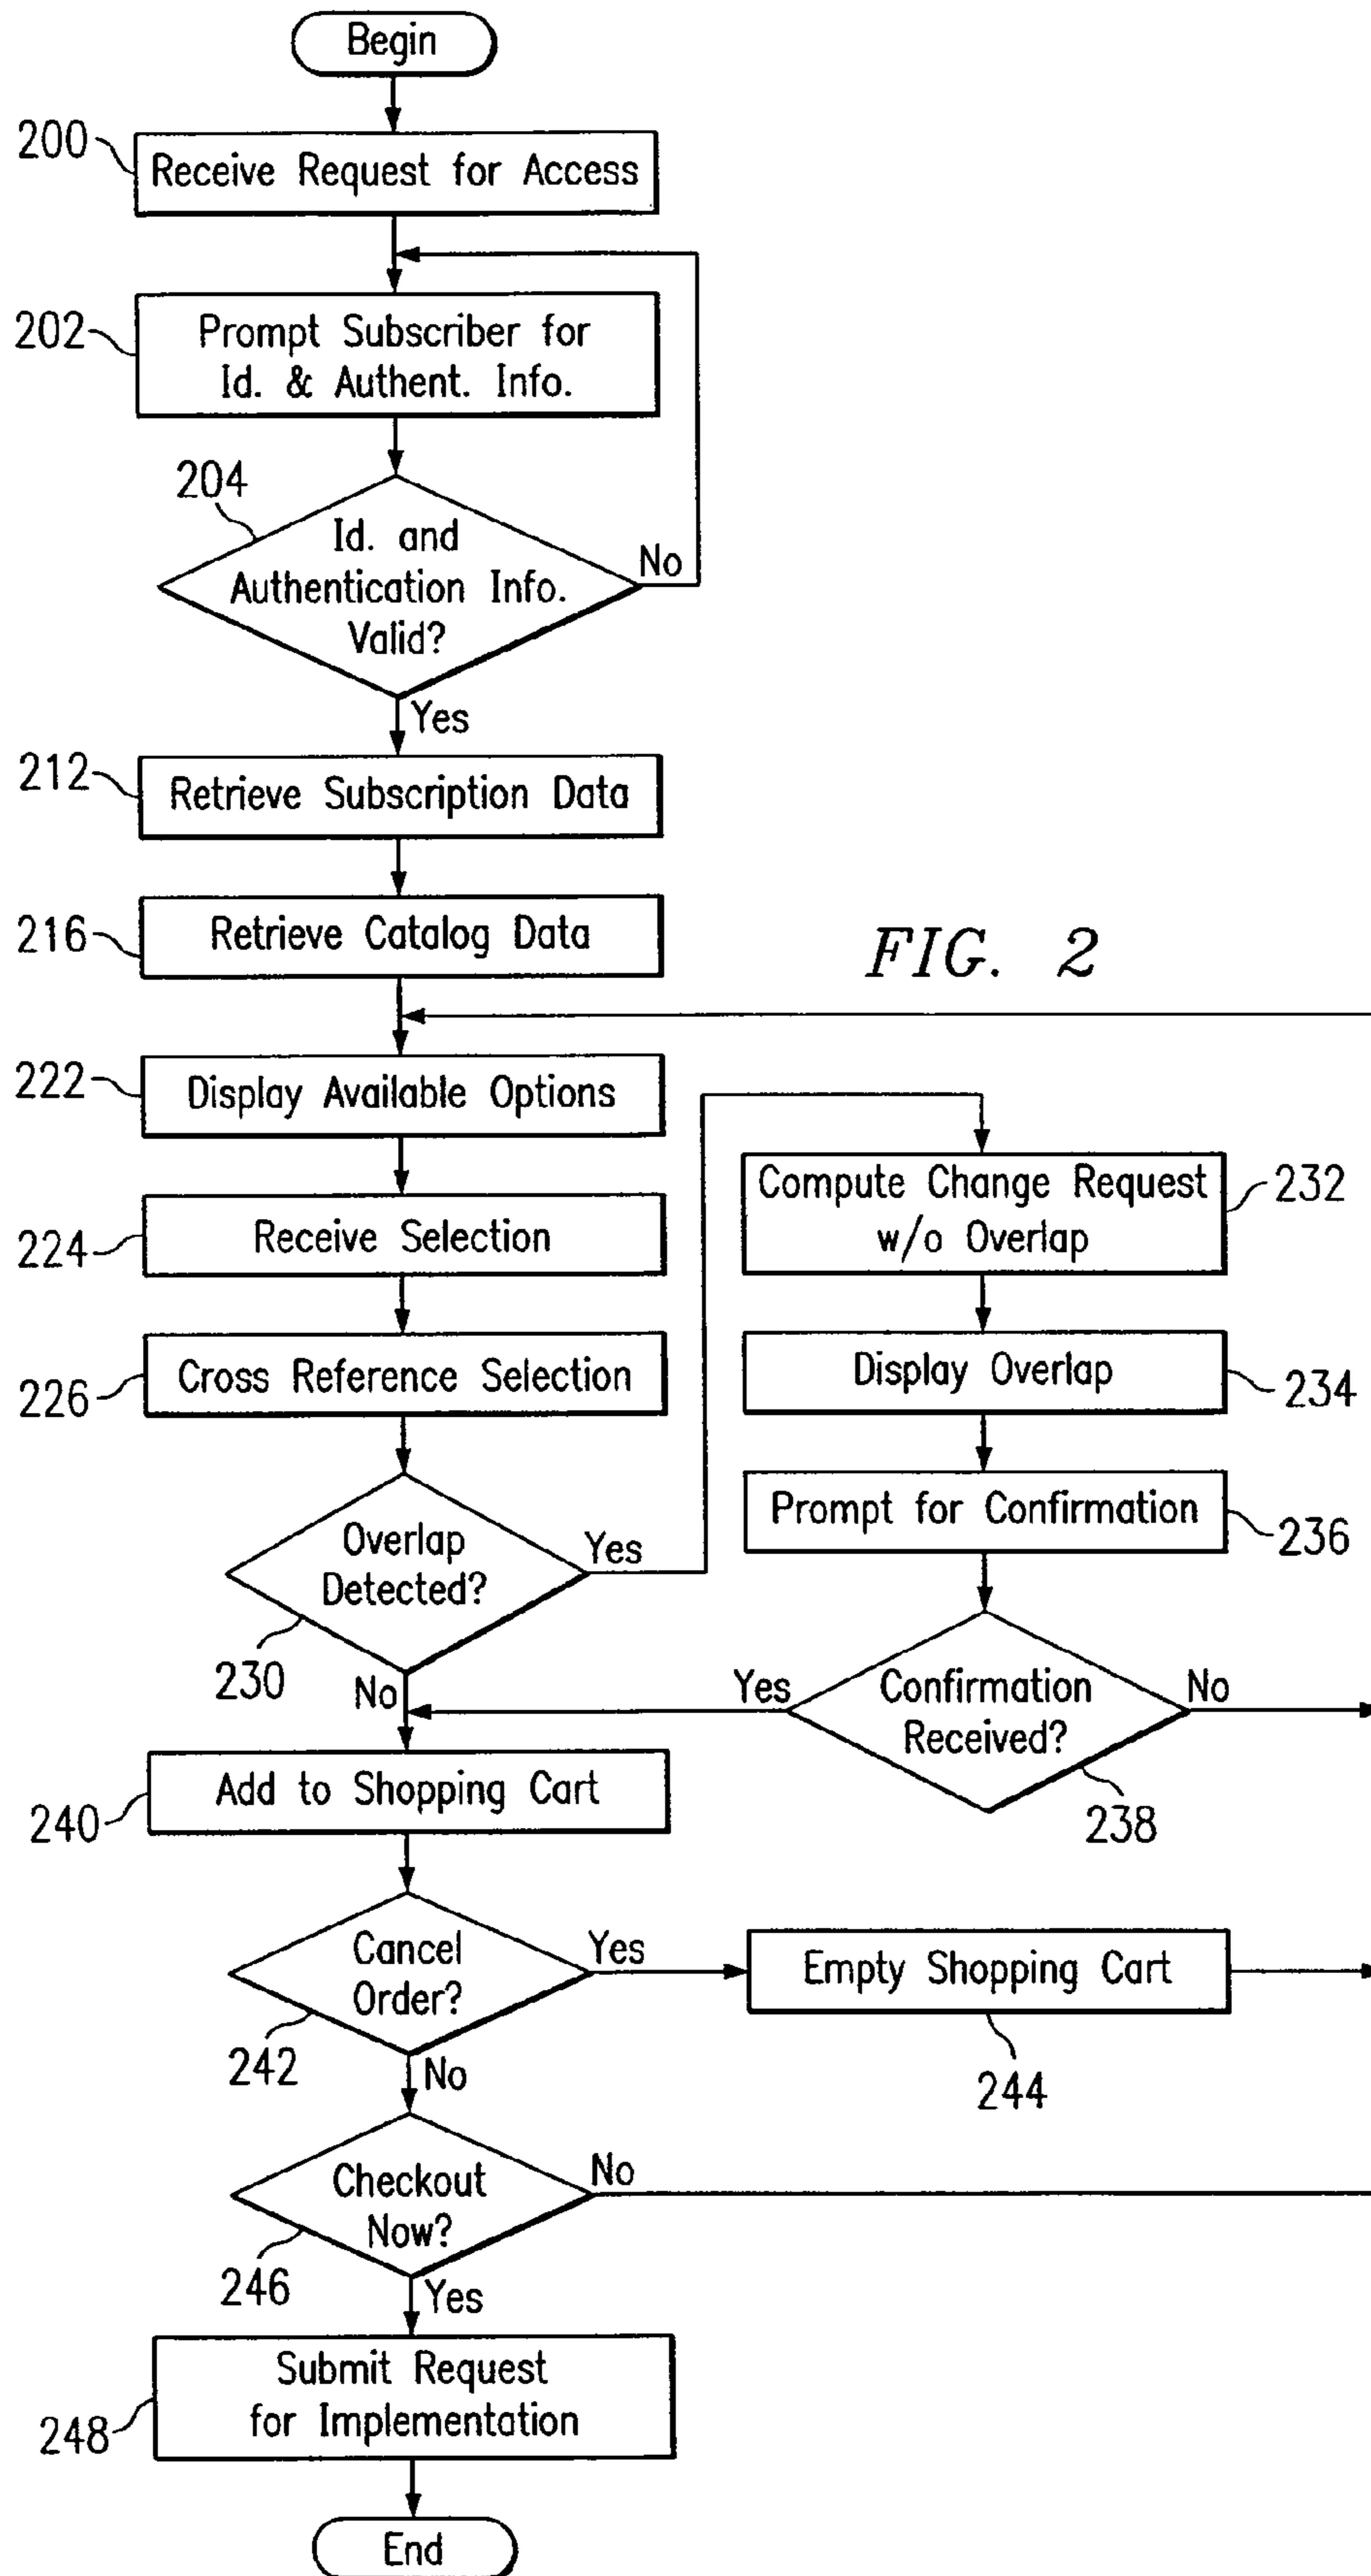 Begin
200
Receive Request for Access
202
Prompt Subscriber for
Id. & Authent. Info.
204
Id. and
Authentication Info.
Valid?
No
Yes
212
Retrieve Subscription Data
216
Retrieve Catalog Data
FIG. 2
222
Display Available Options
224
Receive Selection
226
Cross Reference Selection
Overlap
Detected?
Yes
230
No
Compute Change Request
w/o Overlap
232
Display Overlap
234
Prompt for Confirmation
236
Confirmation
Received?
Yes
No
238
240
Add to Shopping Cart
Cancel
Order?
Yes
242
No
Empty Shopping Cart
244
Checkout
Now?
No
246
Yes
248
Submit Request
for Implementation
End